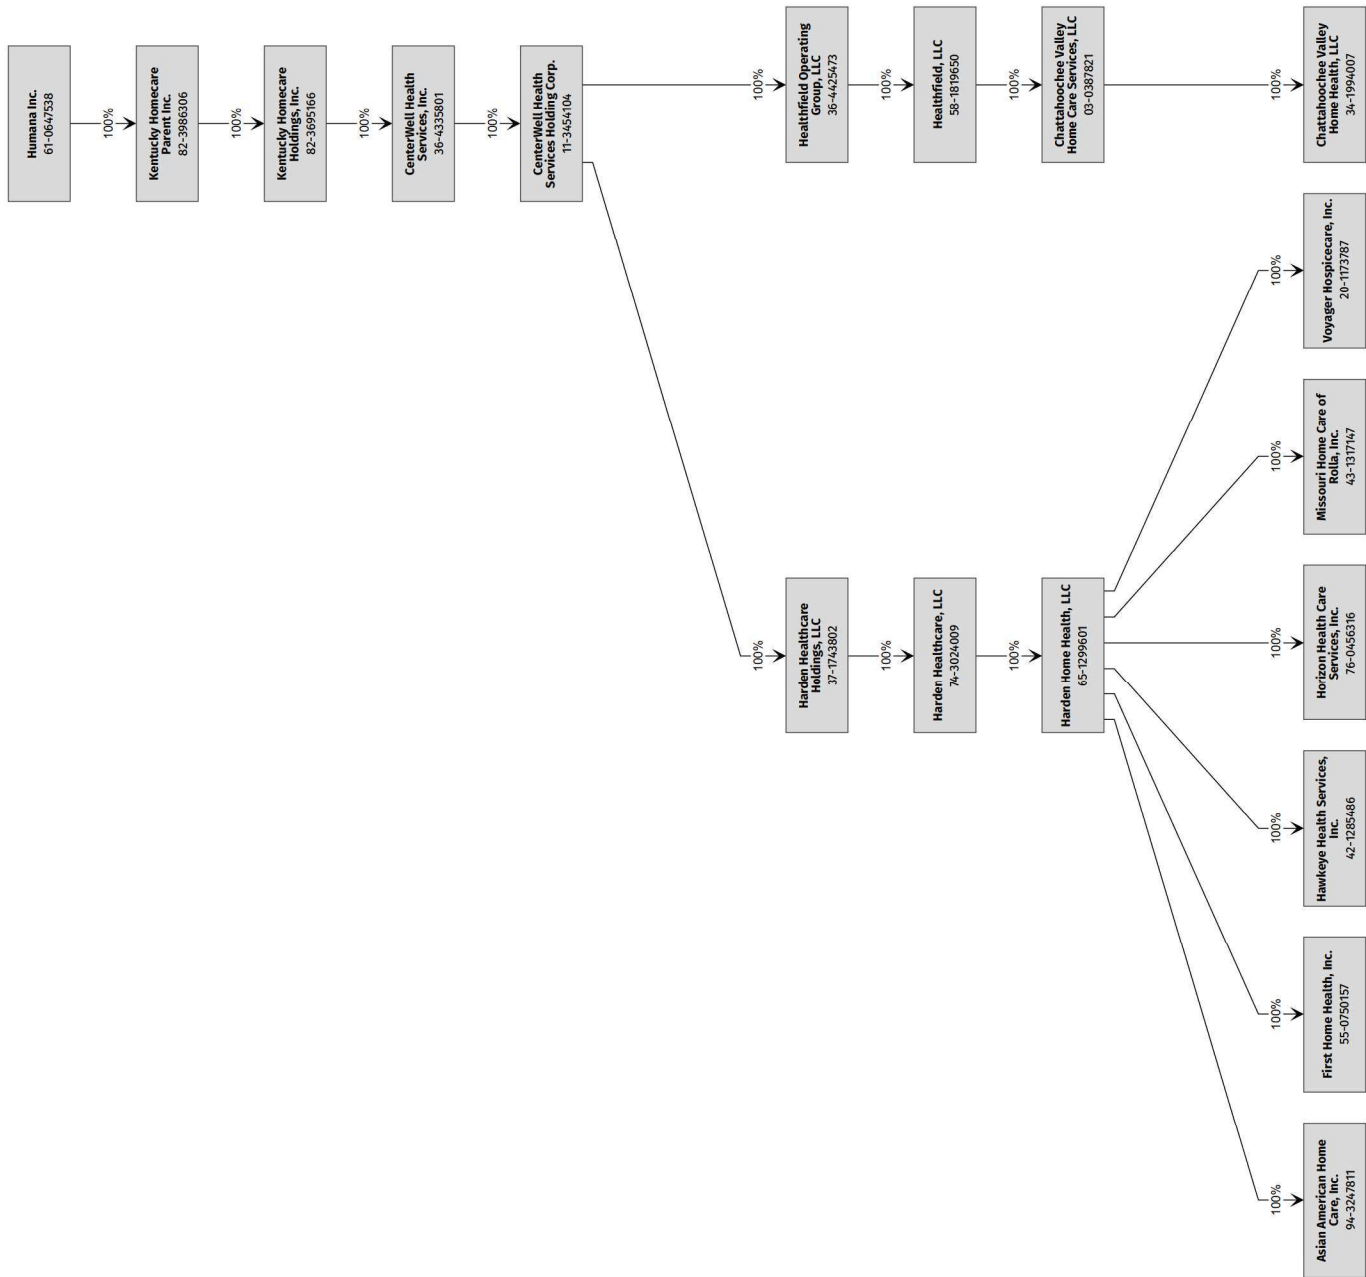 Humana Inc.
61-0647538
100%
Kentucky Homecare
Parent Inc.
82-3986306
100%
Kentucky Homecare
Holdings, Inc.
82-3695166
100%
CenterWell Health
Services, Inc.
36-4335801
100%
CenterWell Health
Services Holding Corp.
11-3454104
100%
Healthfield Operating
Group, LLC
36-4425473
100%
Healthfield, LLC
58-1819650
100%
Chattahoochee Valley
Home Care Services, LLC
03-0387821
100%
Chattahoochee Valley
Home Health, LLC
34-1994007
100%
Harden Healthcare
Holdings, LLC
37-1743802
100%
Harden Healthcare, LLC
74-3024009
100%
Harden Home Health, LLC
65-1299601
100%
Asian American Home
Care, Inc.
94-3247811
100%
First Home Health, Inc.
55-0750157
100%
Hawkeye Health Services,
Inc.
42-1285486
100%
Horizon Health Care
Services, Inc.
76-0456316
100%
Missouri Home Care of
Rolla, Inc.
43-1317147
100%
Voyager Hospicecare, Inc.
20-1173787